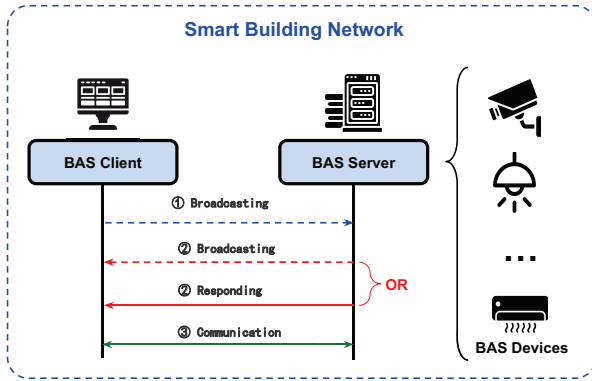 Smart Building Network
BAS Client
BAS Server
① Broadcasting
② Broadcasting
② Responding
OR
③ Communication
...
BAS Devices